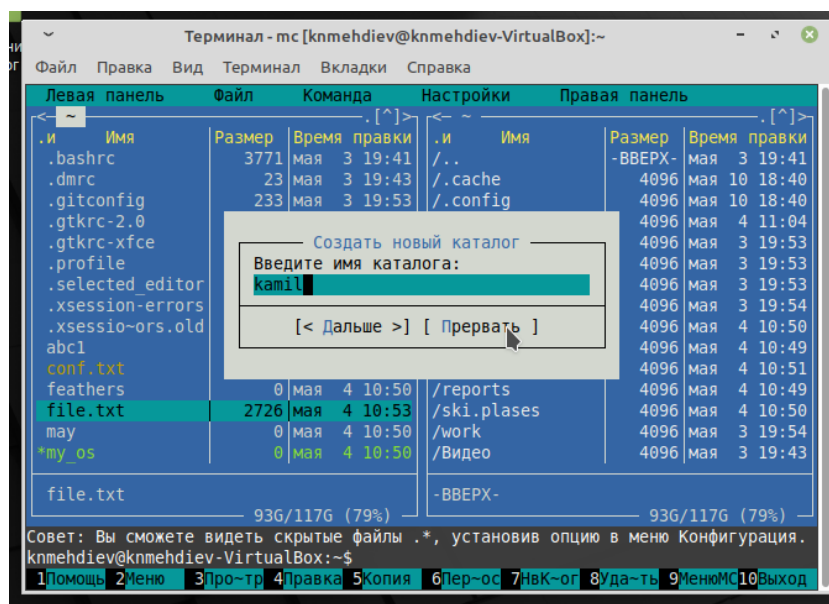 ни
ог
Терминал - mc [knmehdiev@knmehdiev-VirtualBox]:~
Файл Правка Вид Терминал Вкладки Справка
Левая панель Файл Команда Настройки Правая панель
<- ~ .[^]> <- ~ .[^]>
.и Имя Размер Время правки .и Имя Размер Время правки
.bashrc 3771 мая 3 19:41 /.. -ВВЕРХ- мая 3 19:41
.dmrc 23 мая 3 19:43 /.cache 4096 мая 10 18:40
.gitconfig 233 мая 3 19:53 /.config 4096 мая 10 18:40
.gtkrc-2.0 4096 мая 4 11:04
.gtkrc-xfce Создать новый каталог 4096 мая 3 19:53
.profile Введите имя каталога: 4096 мая 3 19:53
.selected_editor kamil 4096 мая 3 19:53
.xsession-errors 4096 мая 3 19:54
.xsessio~ors.old [< Дальше >] [ Прервать ] 4096 мая 4 10:50
abc1 4096 мая 4 10:49
conf.txt 4096 мая 4 10:51
feathers 0 мая 4 10:50 /reports 4096 мая 4 10:49
file.txt 2726 мая 4 10:53 /ski.plases 4096 мая 4 10:50
may 0 мая 4 10:50 /work 4096 мая 3 19:54
*my_os 0 мая 4 10:50 /Видео 4096 мая 3 19:43
file.txt -ВВЕРХ-
93G/117G (79%) 93G/117G (79%)
Совет: Вы сможете видеть скрытые файлы .*, установив опцию в меню Конфигурация.
knmehdiev@knmehdiev-VirtualBox:~$
1Помощь 2Меню 3Про~тр 4Правка 5Копия 6Пер~ос 7НвК~ог 8Уда~ть 9МенюMC 10Выход